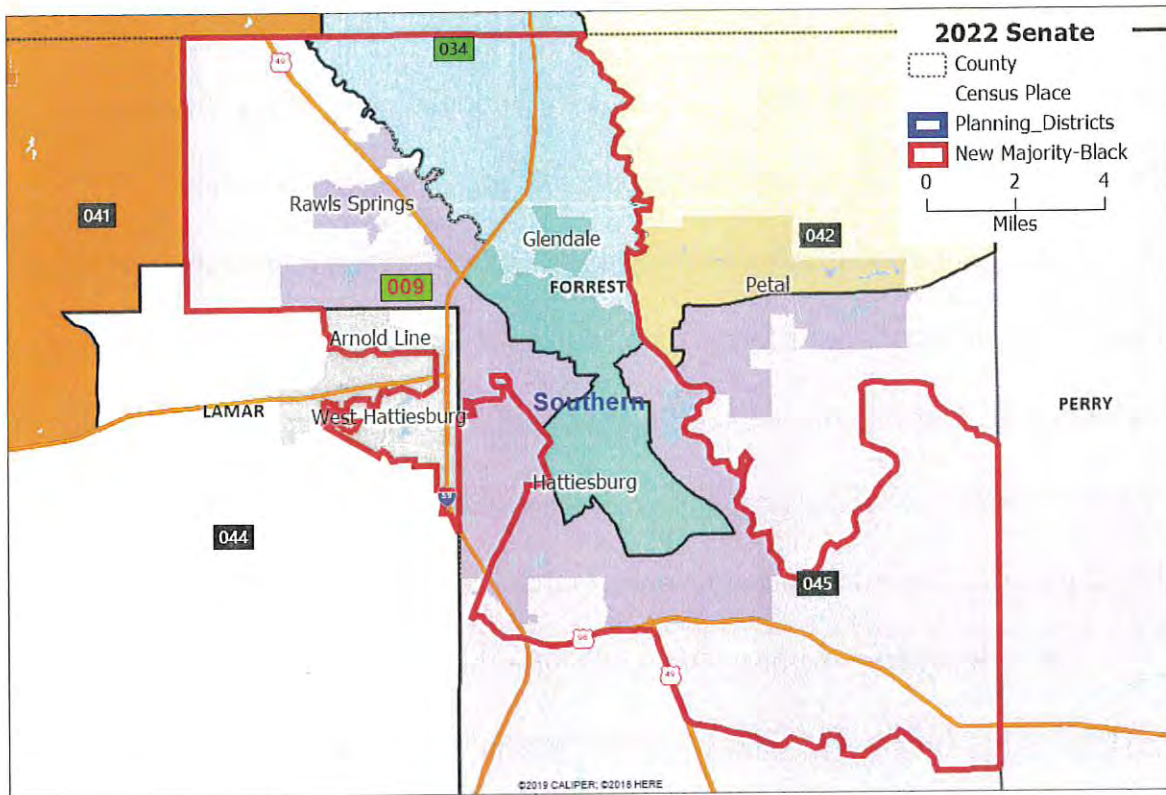 2022 Senate
County
Census Place
Planning_Districts
New Majority-Black
0 2 4
Miles
034
49
041
Rawls Springs
Glendale
042
009
FORREST
Petal
Arnold Line
LAMAR
West Hattiesburg
Southern
PERRY
Hattiesburg
59
044
045
98
49
©2019 CALIPER; ©2018 HERE